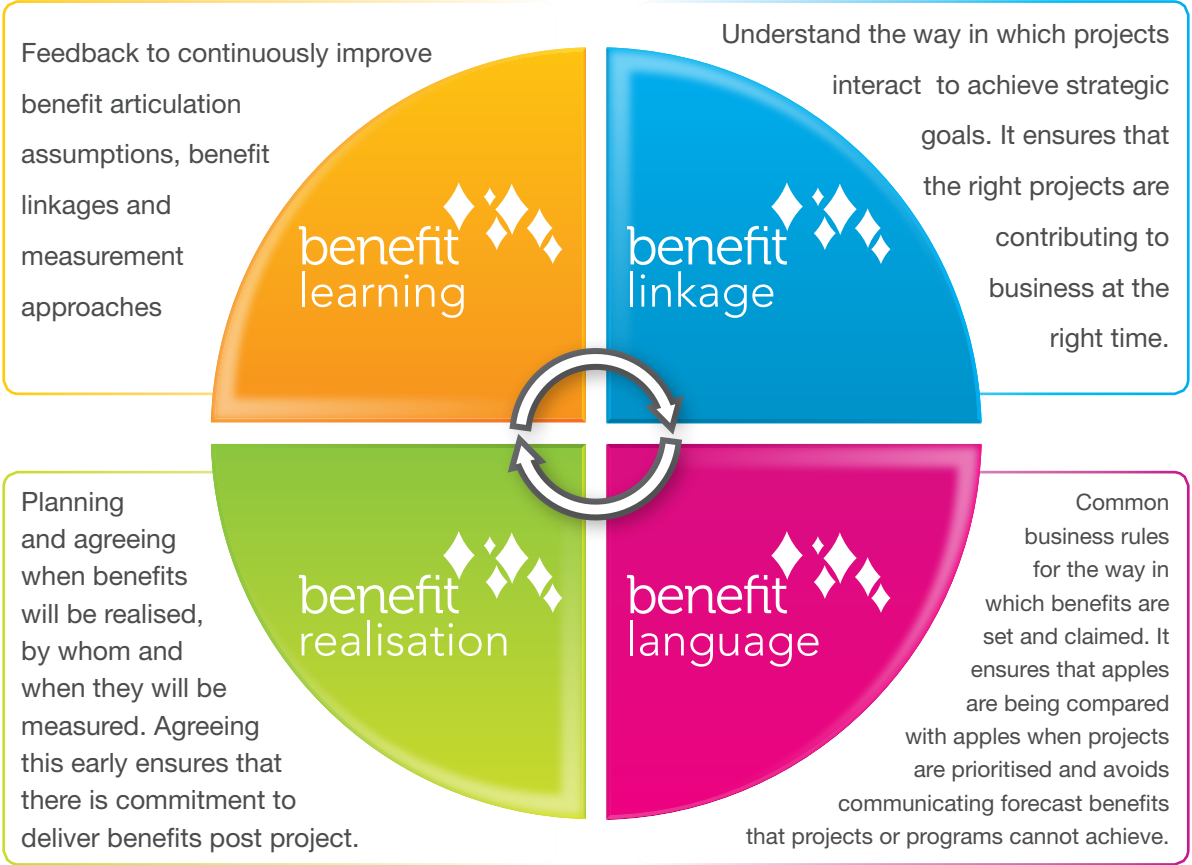 Feedback to continuously improve
benefit articulation
assumptions, benefit
linkages and
measurement
approaches
benefit
learning
Understand the way in which projects
interact  to achieve strategic
goals. It ensures that
the right projects are
contributing to
business at the
right time.
benefit
linkage
Planning
and agreeing
when benefits
will be realised,
by whom and
when they will be
measured. Agreeing
this early ensures that
there is commitment to
deliver benefits post project.
benefit
realisation
Common
business rules
for the way in
which benefits are
set and claimed. It
ensures that apples
are being compared
with apples when projects
are prioritised and avoids
communicating forecast benefits
that projects or programs cannot achieve.
benefit
language